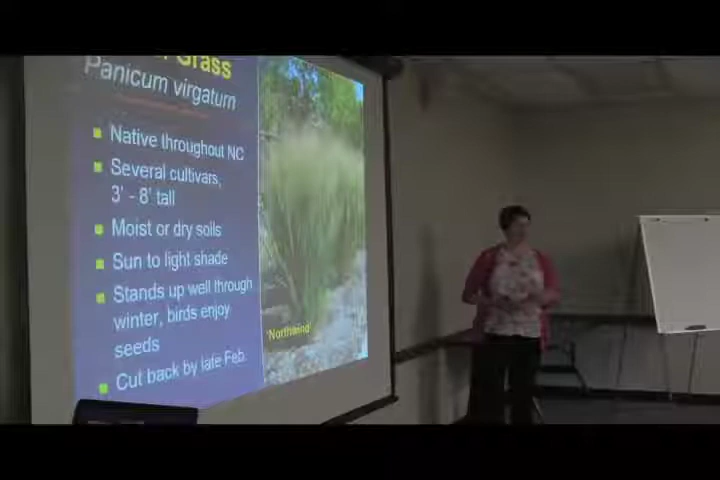 Grass
Panicum virgatum
Native throughout NC
Several cultivars,
3' - 8' tall
Moist or dry soils
Sun to light shade
Stands up well through
winter, birds enjoy
seeds
Cut back by late Feb.
'Northwind'